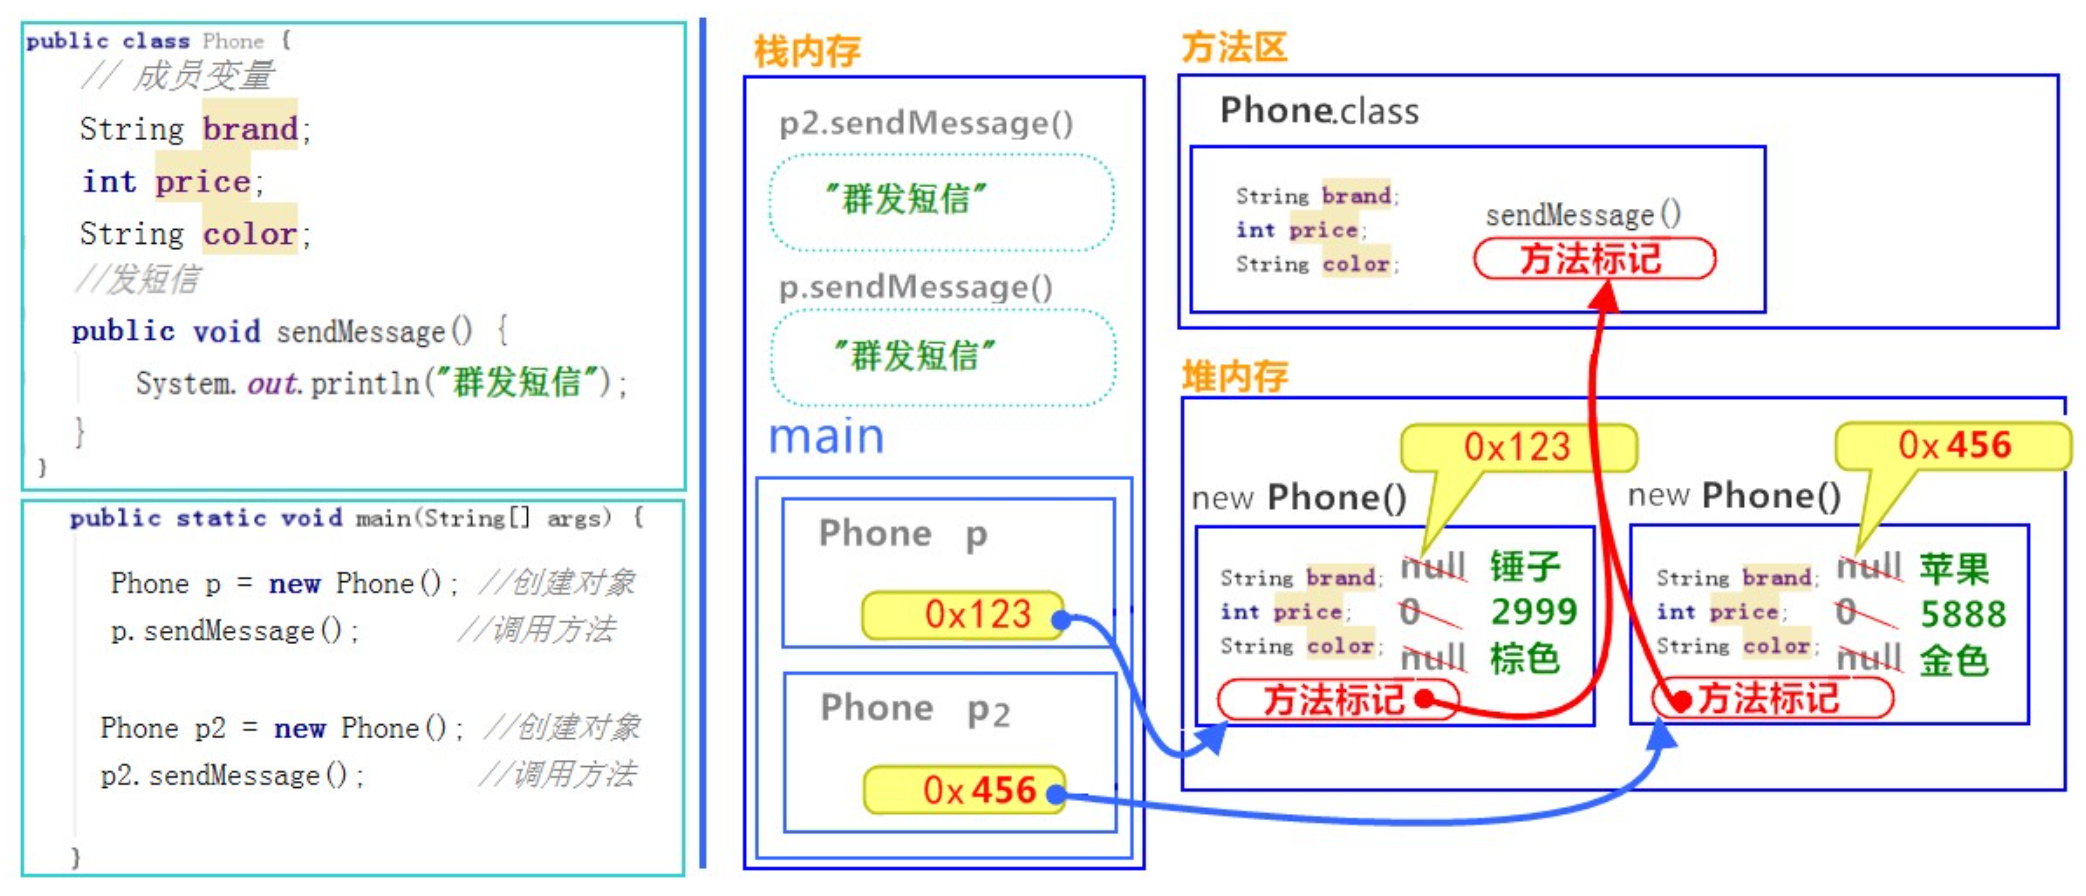 public class Phone {
// 成员变量
String brand;
int price;
String color;
//发短信
public void sendMessage() {
System.out.println("群发短信");
}
}
public static void main(String[] args) {
Phone p = new Phone(); //创建对象
p.sendMessage(); //调用方法
Phone p2 = new Phone(); //创建对象
p2.sendMessage(); //调用方法
}
栈内存
p2.sendMessage()
"群发短信"
p.sendMessage()
"群发短信"
main
Phone p
0x123
Phone p2
0x456
方法区
Phone.class
String brand;
int price;
String color;
sendMessage()
方法标记
堆内存
0x123
new Phone()
String brand; null 锤子
int price; 0 2999
String color; null 棕色
方法标记
0x456
new Phone()
String brand; null 苹果
int price; 0 5888
String color; null 金色
方法标记